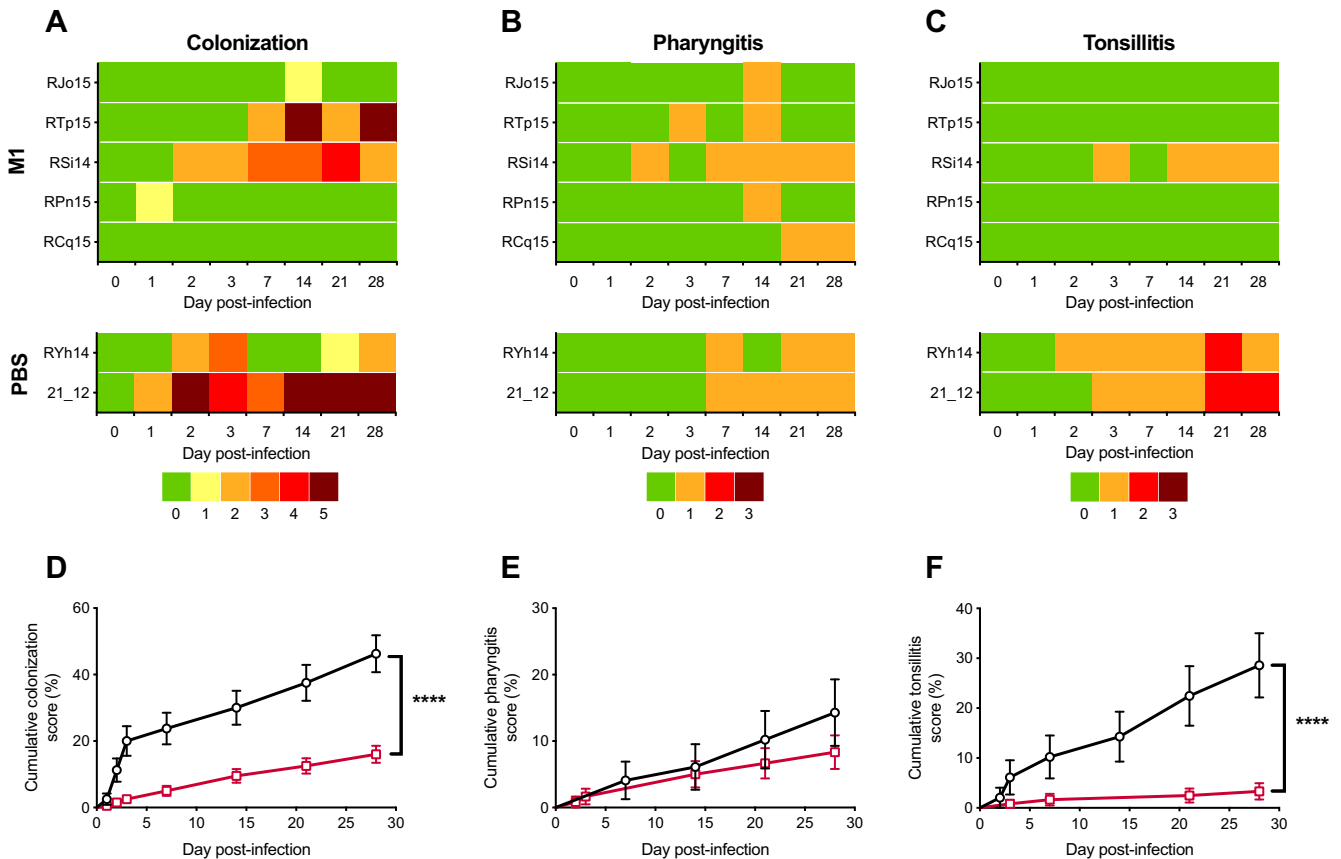 A
Colonization
M1
RJo15
RTp15
RSi14
RPn15
RCq15
0 1 2 3 7 14 21 28
Day post-infection
PBS
RYh14
21_12
0 1 2 3 7 14 21 28
Day post-infection
0 1 2 3 4 5
B
Pharyngitis
RJo15
RTp15
RSi14
RPn15
RCq15
0 1 2 3 7 14 21 28
Day post-infection
RYh14
21_12
0 1 2 3 7 14 21 28
Day post-infection
0 1 2 3
C
Tonsillitis
RJo15
RTp15
RSi14
RPn15
RCq15
0 1 2 3 7 14 21 28
Day post-infection
RYh14
21_12
0 1 2 3 7 14 21 28
Day post-infection
0 1 2 3
D
Cumulative colonization
score (%)
60
40
20
0
0 5 10 15 20 25 30
Day post-infection
****
E
Cumulative pharyngitis
score (%)
30
20
10
0
0 5 10 15 20 25 30
Day post-infection
F
Cumulative tonsillitis
score (%)
40
30
20
10
0
0 5 10 15 20 25 30
Day post-infection
****